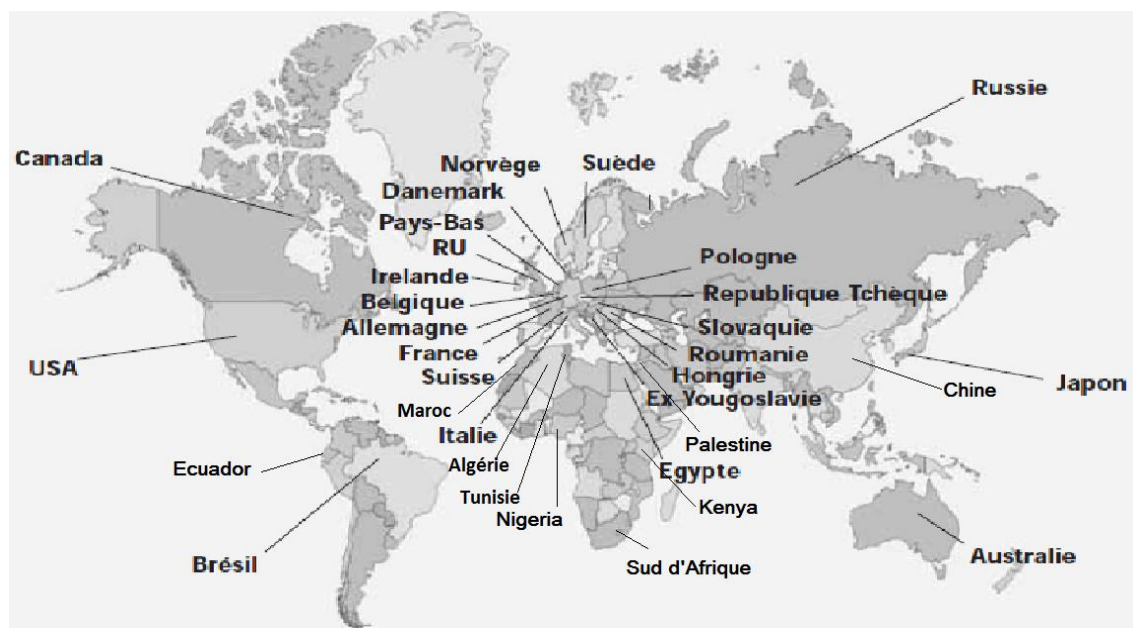 Russie
Canada
Norvège
Suède
Danemark
Pays-Bas
RU
Pologne
Irelande
Belgique
Republique Tchèque
Allemagne
Slovaquie
France
Roumanie
USA
Suisse
Hongrie
Japon
Chine
Ex Yougoslavie
Maroc
Italie
Palestine
Ecuador
Algérie
Egypte
Tunisie
Kenya
Nigeria
Brésil
Sud d'Afrique
Australie